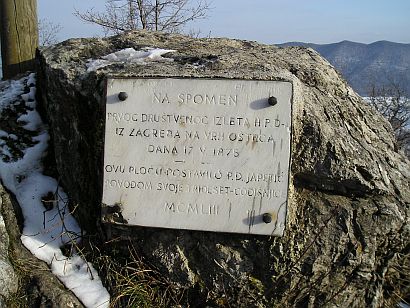 NA SPOMEN
PRVOG DRUŠTVENOG IZLETA H.P.D-
IZ ZAGREBA NA VRH OŠTRCA
DANA 17 V 1875
OVU PLOČU POSTAVILO P.D. JAPETIĆ
POVODOM SVOJE TRIDESET-GODIŠNJICE
MCMLIII